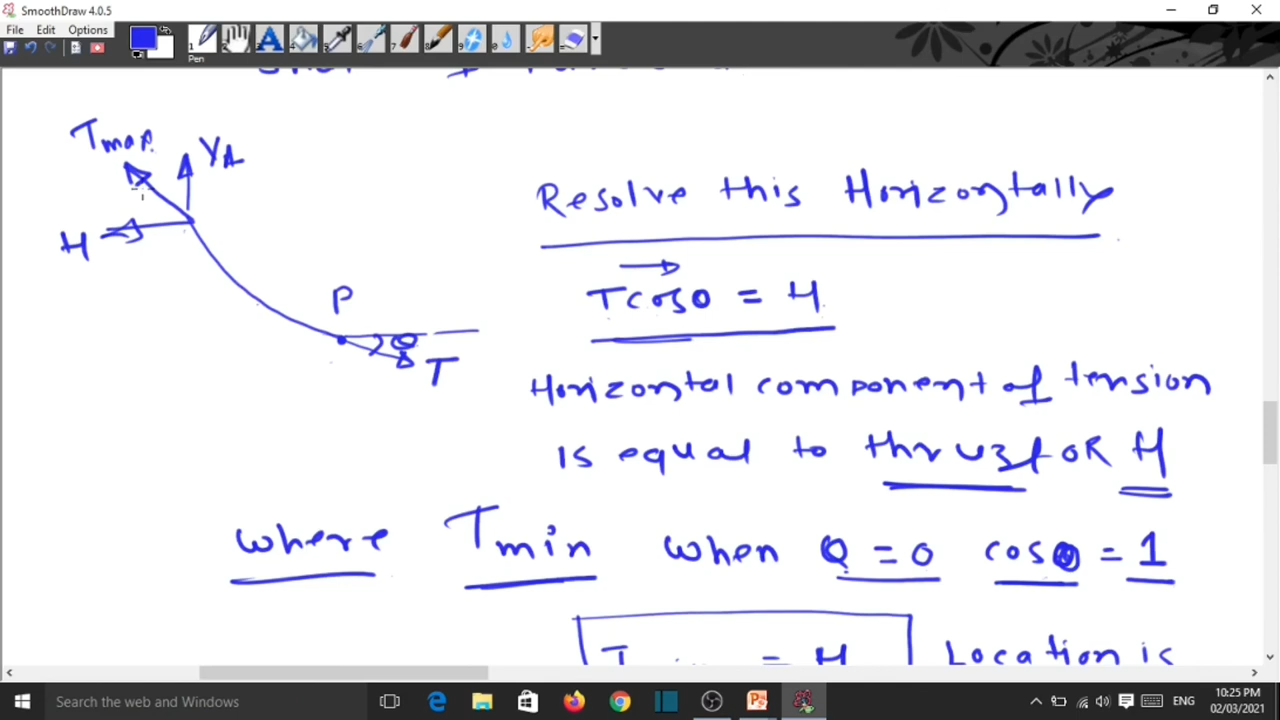 SmoothDraw 4.0.5
File Edit Options
Pen
Tmax
VA
H
P
θ
T
Resolve this Horizontally
Tcosθ = H
Horizontal component of tension
is equal to thrust OR H
where Tmin when θ = 0 cosθ = 1
= H Location is
Search the web and Windows
ENG
10:25 PM
02/03/2021